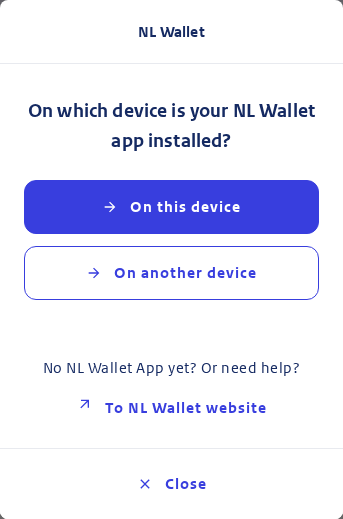 NL Wallet
On which device is your NL Wallet
app installed?
On this device
On another device
No NL Wallet App yet? Or need help?
To NL Wallet website
Close